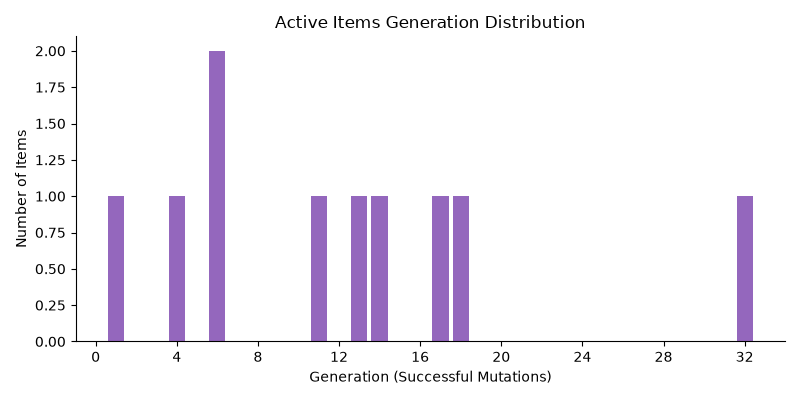 Active Items Generation Distribution
Number of Items
2.00
1.75
1.50
1.25
1.00
0.75
0.50
0.25
0.00
0 4 8 12 16 20 24 28 32
Generation (Successful Mutations)